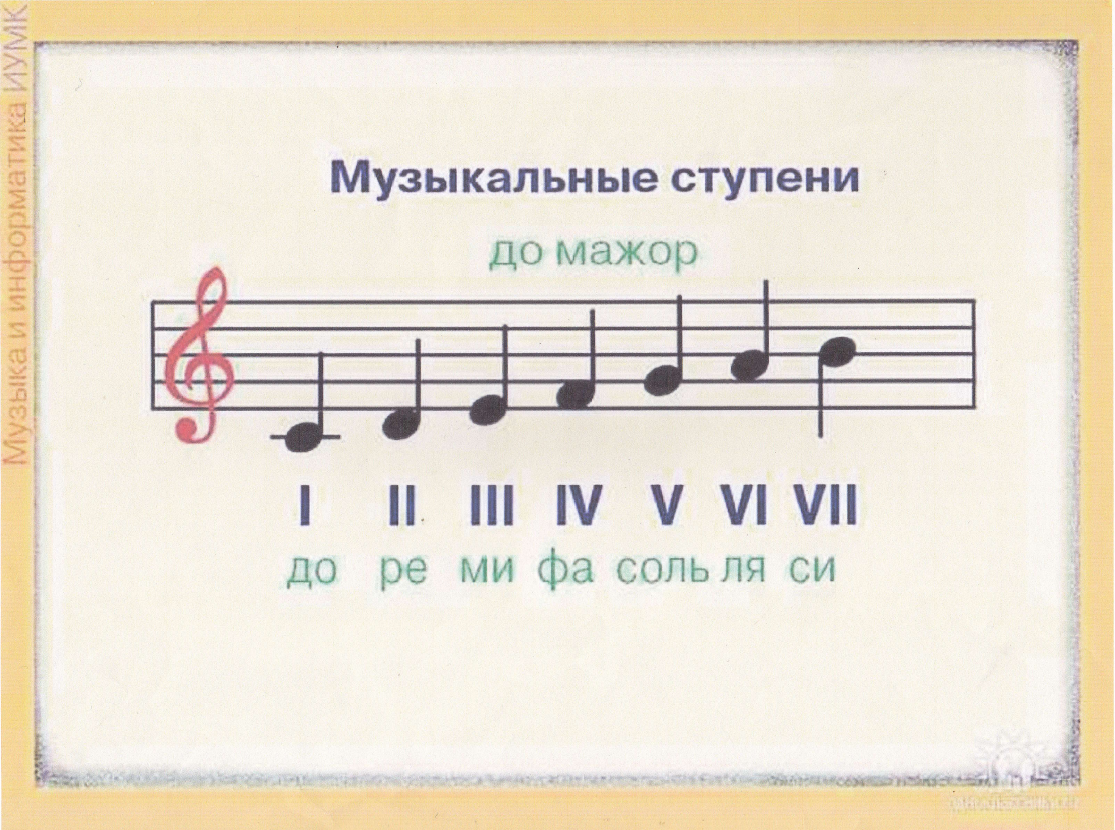 Музыка и информатика ИУМК
Музыкальные ступени
до мажор
I II III IV V VI VII
до ре ми фа соль ля си